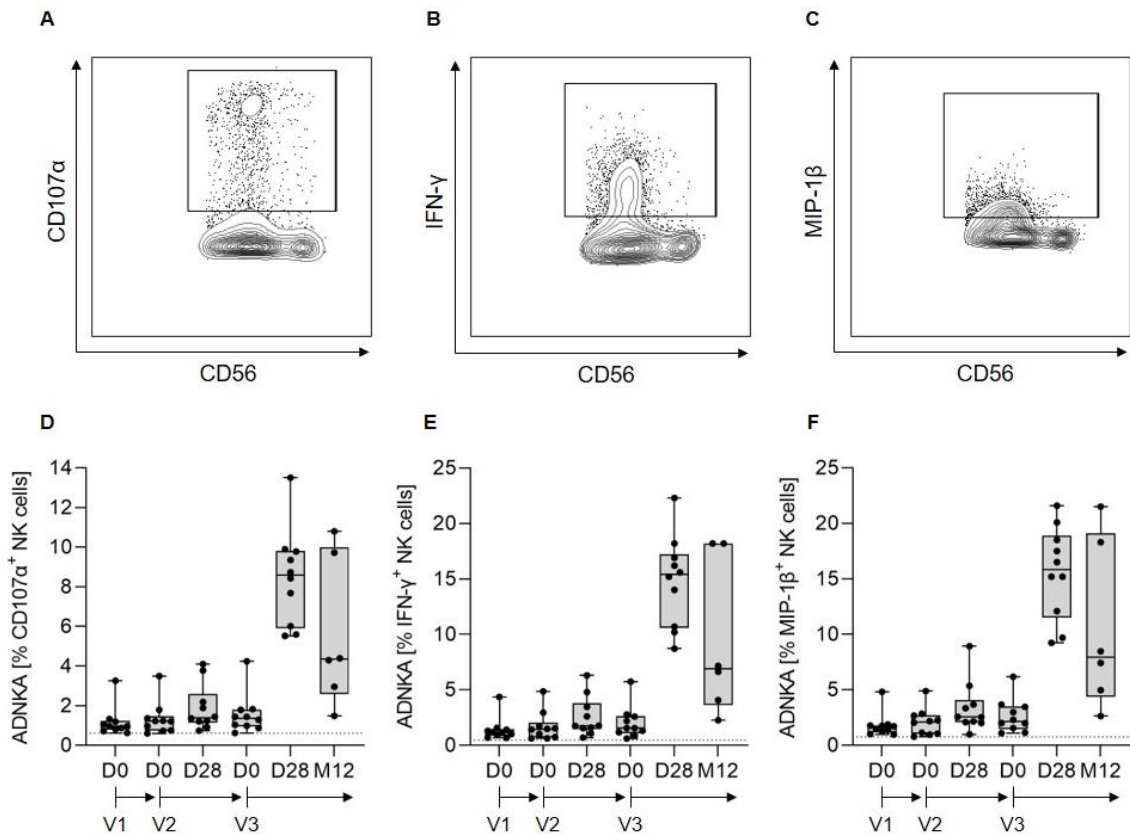 A
B
C
CD107α
CD56
IFN-γ
CD56
MIP-1β
CD56
D
E
F
ADNKA [% CD107α+ NK cells]
14
12
10
8
6
4
2
0
D0 D0 D28 D0 D28 M12
V1 V2 V3
ADNKA [% IFN-γ+ NK cells]
25
20
15
10
5
0
D0 D0 D28 D0 D28 M12
V1 V2 V3
ADNKA [% MIP-1β+ NK cells]
25
20
15
10
5
0
D0 D0 D28 D0 D28 M12
V1 V2 V3